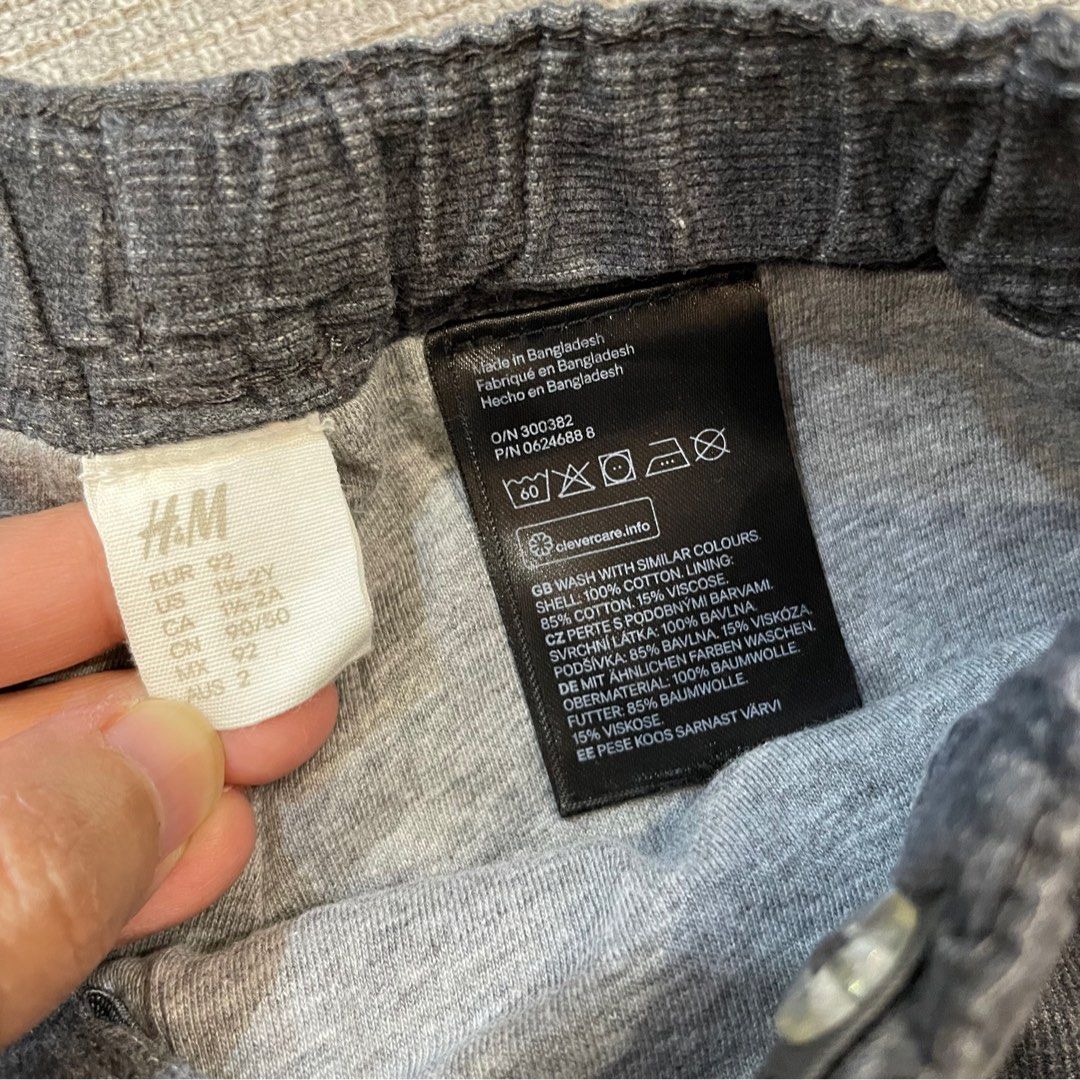 H&M
EUR 92
US 1½-2Y
CA 1½-2A
CN 90/50
MX 92
AUS 2
Made in Bangladesh
Fabriqué en Bangladesh
Hecho en Bangladesh
O/N 300382
P/N 0624688 8
60
clevercare.info
GB WASH WITH SIMILAR COLOURS.
SHELL: 100% COTTON. LINING:
85% COTTON. 15% VISCOSE.
CZ PERTE S PODOBNÝMI BARVAMI.
SVRCHNÍ LÁTKA: 100% BAVLNA.
PODŠÍVKA: 85% BAVLNA. 15% VISKÓZA.
DE MIT ÄHNLICHEN FARBEN WASCHEN.
OBERMATERIAL: 100% BAUMWOLLE.
FUTTER: 85% BAUMWOLLE.
15% VISKOSE.
EE PESE KOOS SARNAST VÄRVI